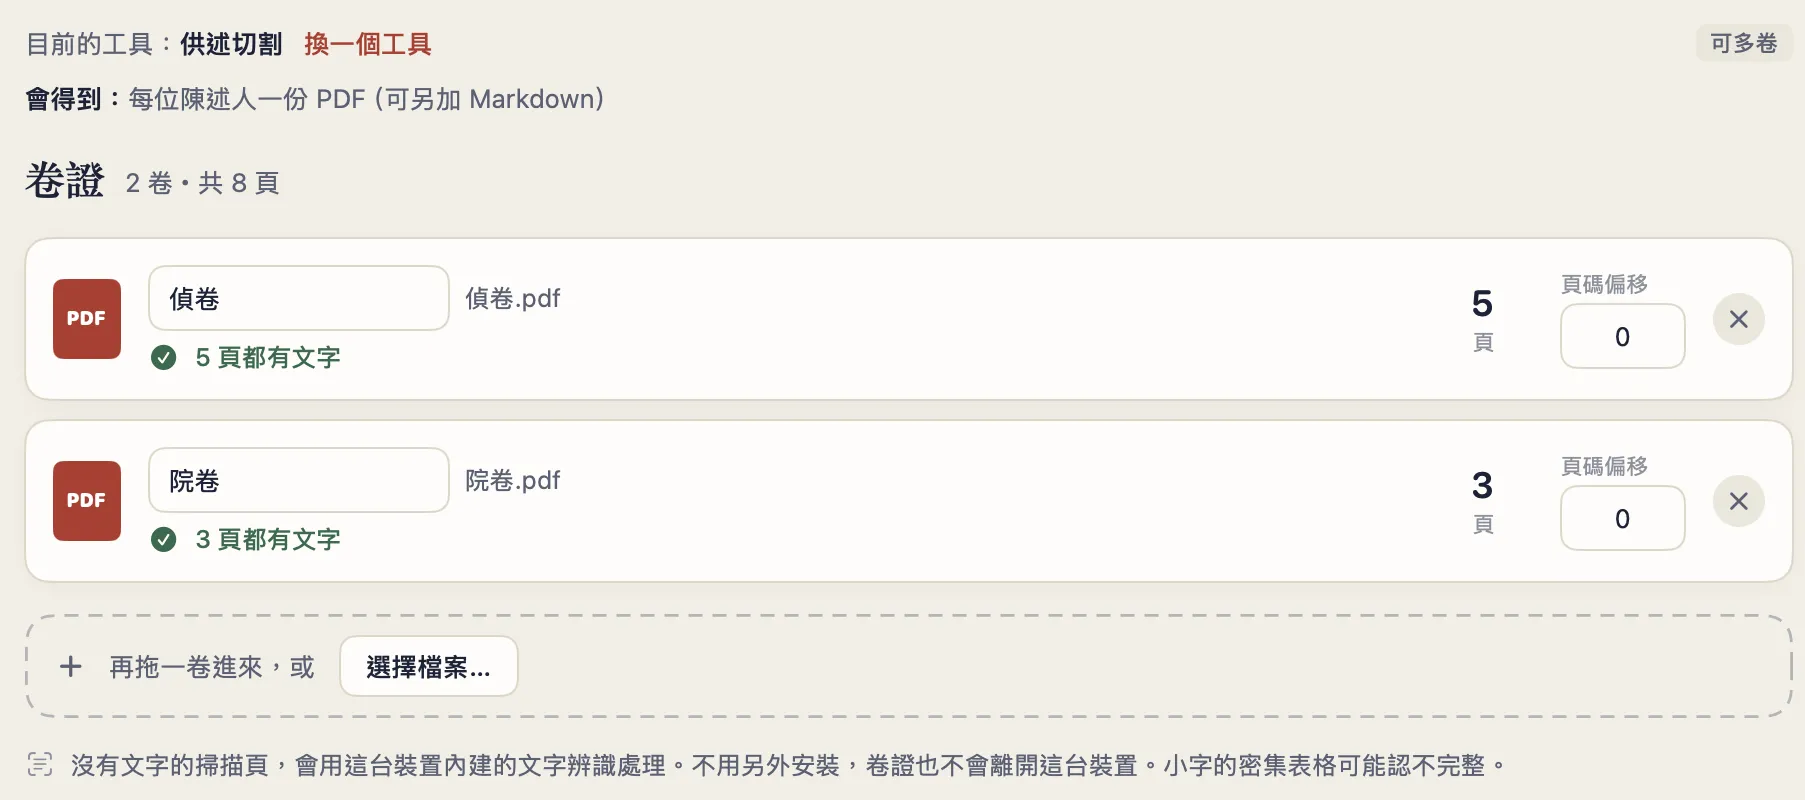 目前的工具：供述切割 換一個工具 可多卷
會得到：每位陳述人一份 PDF (可另加 Markdown)
卷證 2 卷・共 8 頁
PDF 偵卷 偵卷.pdf 5 頁 頁碼偏移 0
5 頁都有文字
PDF 院卷 院卷.pdf 3 頁 頁碼偏移 0
3 頁都有文字
再拖一卷進來，或 選擇檔案...
沒有文字的掃描頁，會用這台裝置內建的文字辨識處理。不用另外安裝，卷證也不會離開這台裝置。小字的密集表格可能認不完整。